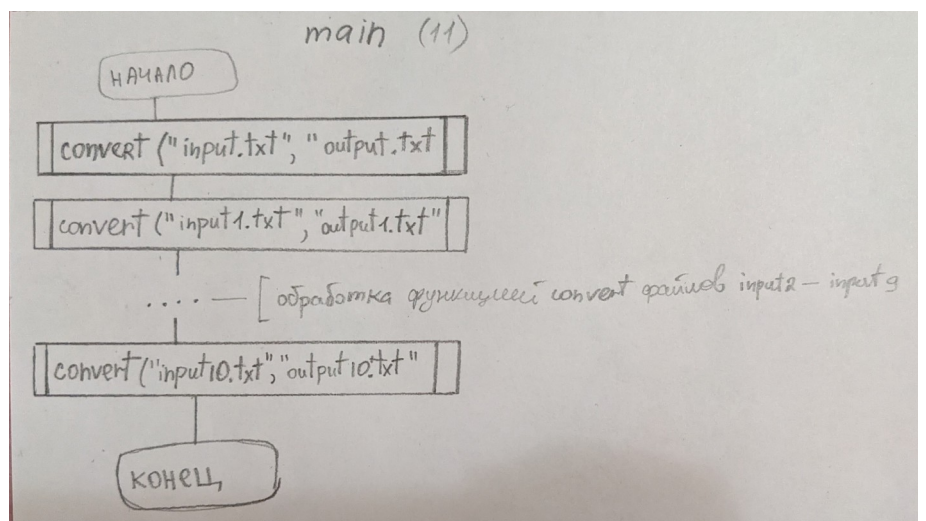 main (11)
НАЧАЛО
convert ("input.txt", "output.txt
convert ("input1.txt", "output1.txt"
.... — [ обработка функцией convert файлов input2 – input9
convert ("input10.txt", "output10.txt"
КОНЕЦ